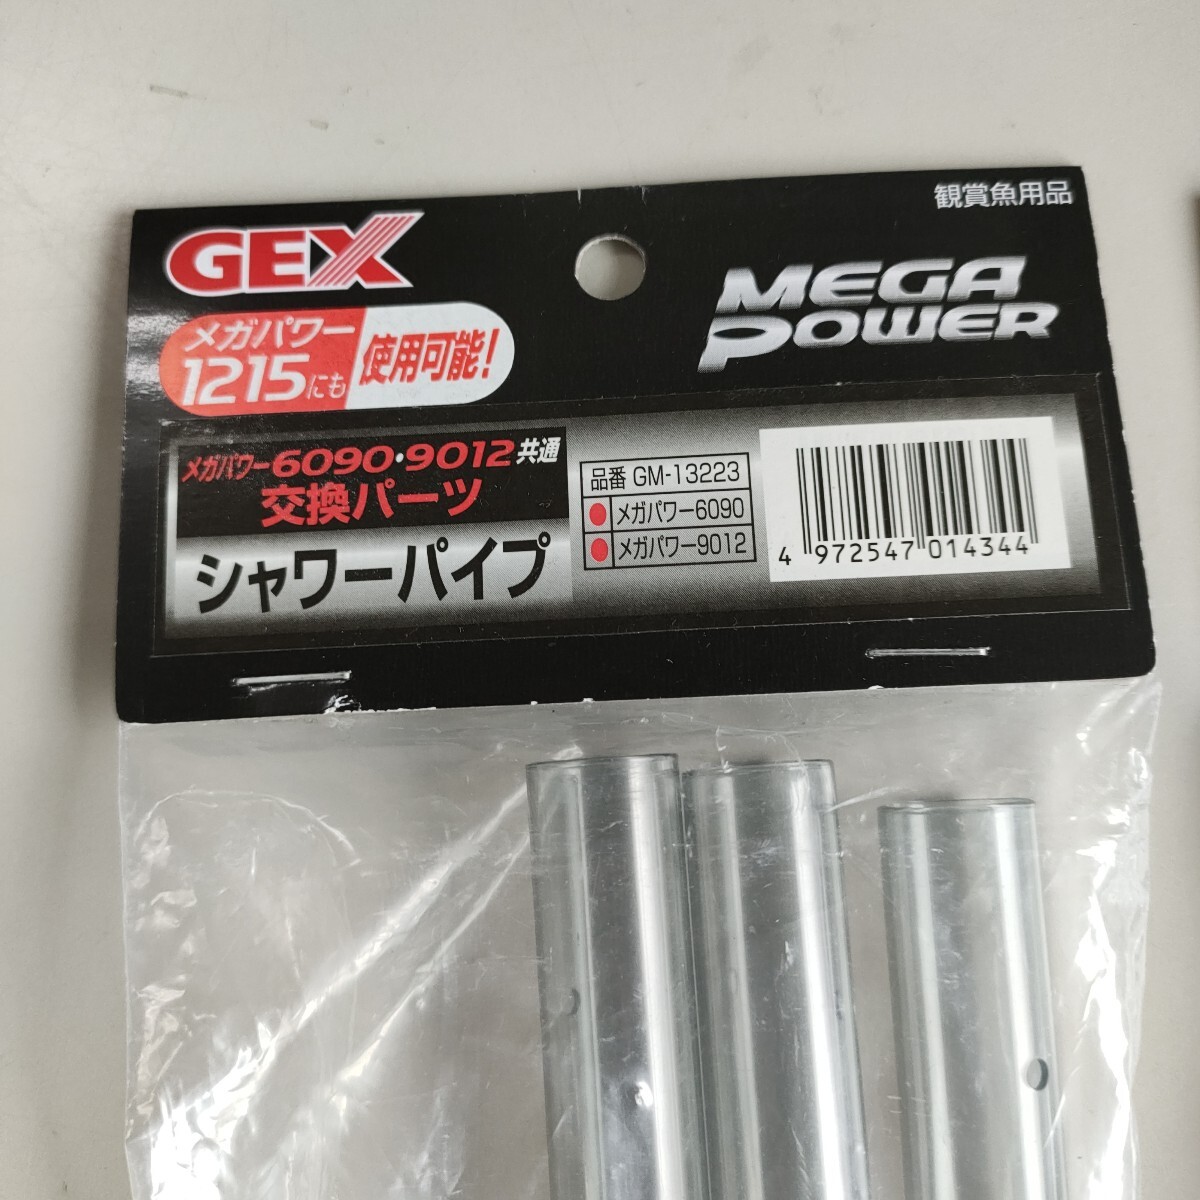 観賞魚用品
GEX
MEGA
POWER
メガパワー
1215にも
使用可能!
メガパワー6090・9012共通
交換パーツ
シャワーパイプ
品番 GM-13223
メガパワー6090
メガパワー9012
4 972547 014344